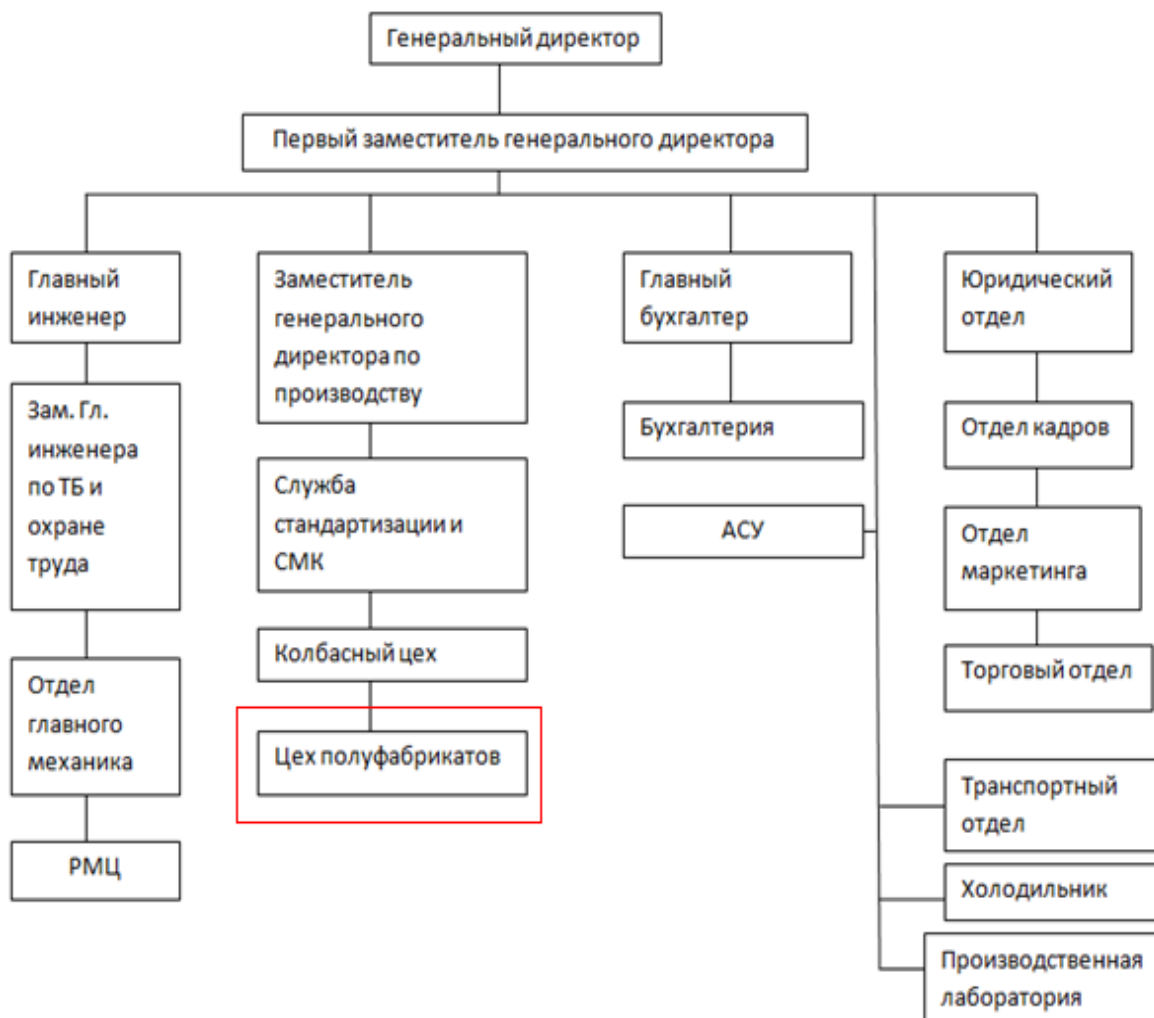 Генеральный директор
Первый заместитель генерального директора
Главный
инженер
Зам. Гл.
инженера
по ТБ и
охране
труда
Отдел
главного
механика
РМЦ
Заместитель
генерального
директора по
производству
Служба
стандартизации и
СМК
Колбасный цех
Цех полуфабрикатов
Главный
бухгалтер
Бухгалтерия
АСУ
Юридический
отдел
Отдел кадров
Отдел
маркетинга
Торговый отдел
Транспортный
отдел
Холодильник
Производственная
лаборатория